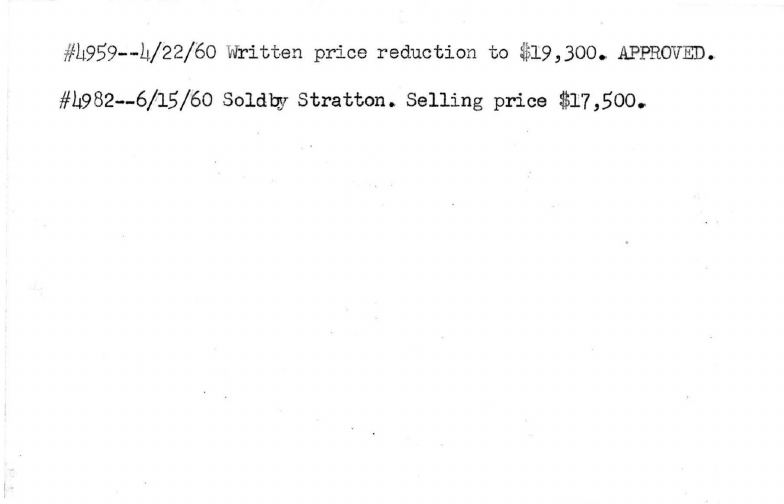 #4959--4/22/60 Written price reduction to $19,300. APPROVED.
#4982--6/15/60 Soldby Stratton. Selling price $17,500.